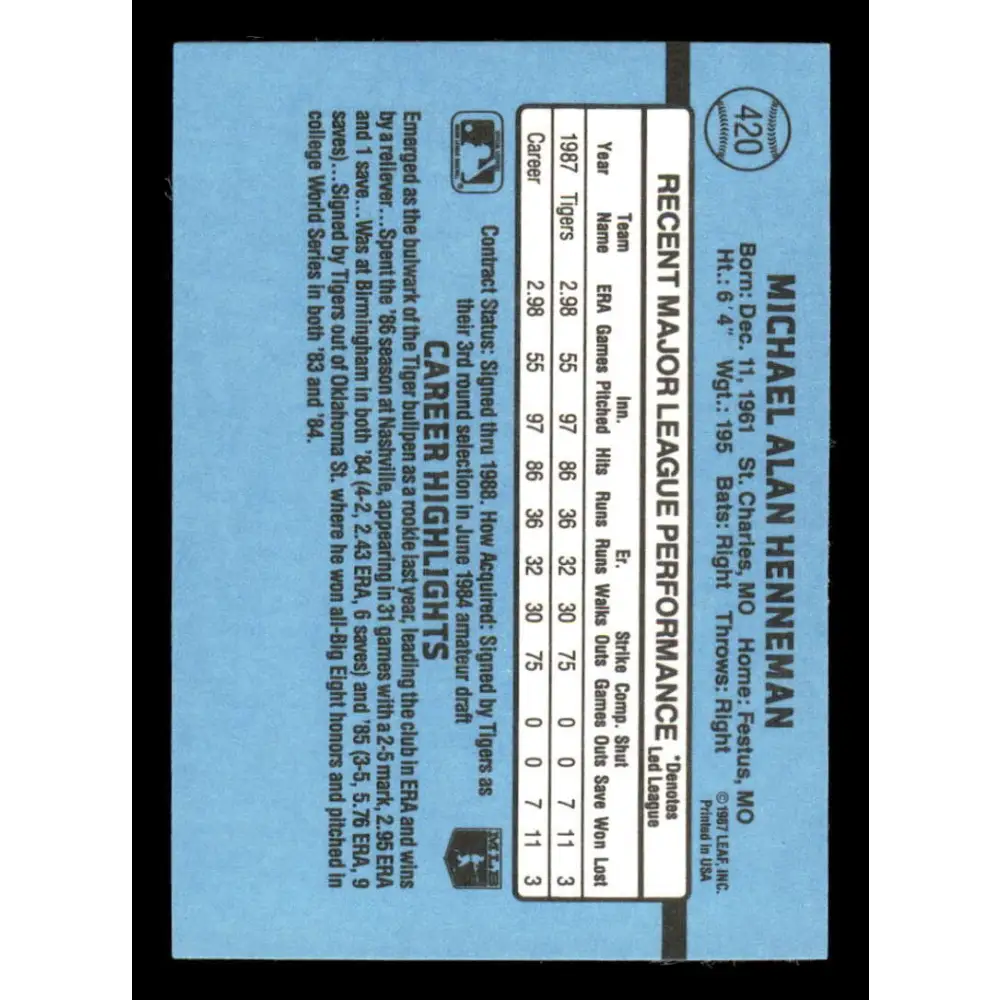 420
MICHAEL ALAN HENNEMAN
Born: Dec. 11, 1961 St. Charles, MO Home: Festus, MO
Ht.: 6'4" Wgt.: 195 Bats: Right Throws: Right
©1987 LEAF, INC.
Printed in USA
RECENT MAJOR LEAGUE PERFORMANCE *Denotes
Led League
Team Inn. Er. Strike Comp. Shut
Year Name ERA Games Pitched Hits Runs Runs Walks Outs Games Outs Save Won Lost
1987 Tigers 2.98 55 97 86 36 32 30 75 0 0 7 11 3
Career 2.98 55 97 86 36 32 30 75 0 0 7 11 3
Contract Status: Signed thru 1988. How Acquired: Signed by Tigers as
their 3rd round selection in June 1984 amateur draft
MLB
CAREER HIGHLIGHTS
Emerged as the bulwark of the Tiger bullpen as a rookie last year, leading the club in ERA and wins
by a reliever...Spent the '86 season at Nashville, appearing in 31 games with a 2-5 mark, 2.95 ERA
and 1 save...Was at Birmingham in both '84 (4-2, 2.43 ERA, 6 saves) and '85 (3-5, 5.76 ERA, 9
saves)...Signed by Tigers out of Oklahoma St. where he won all-Big Eight honors and pitched in
college World Series in both '83 and '84.